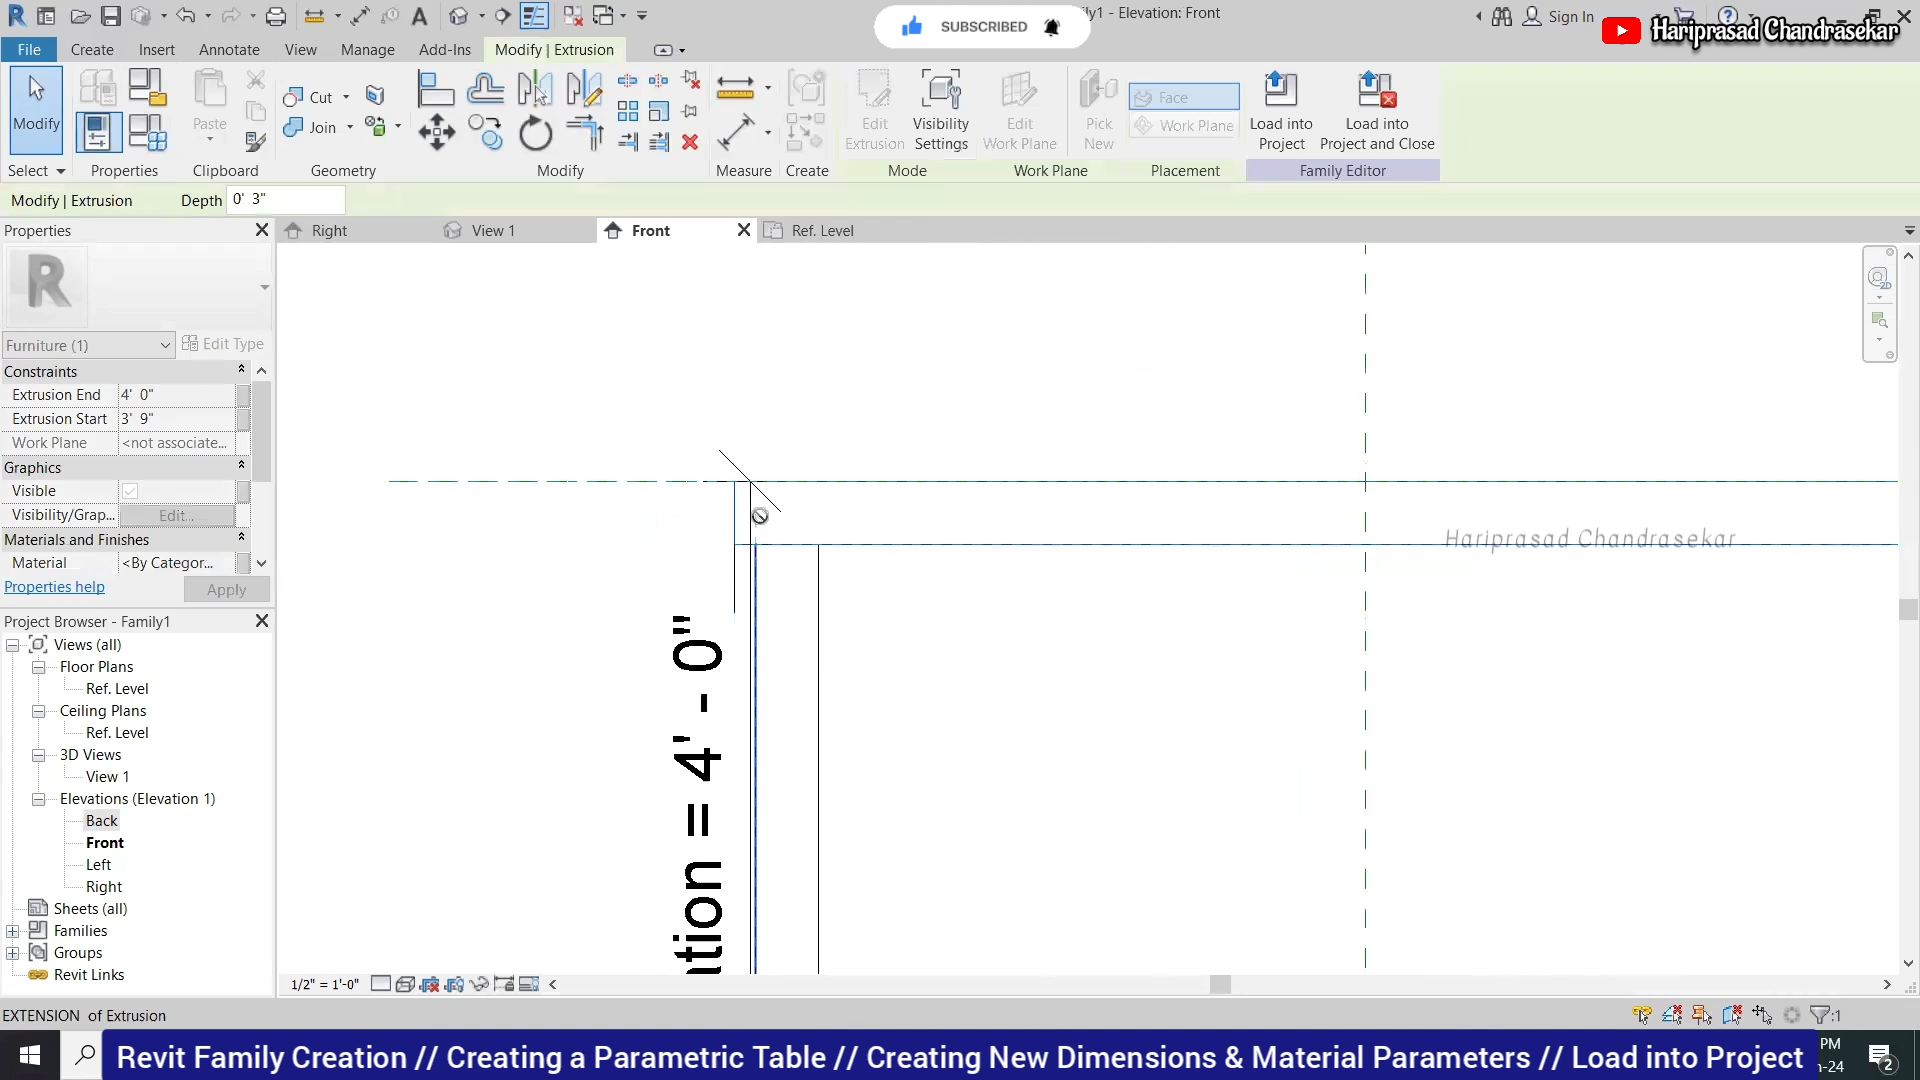 SUBSCRIBED
ly1 - Elevation: Front
Sign In
Hariprasad Chandrasekar
File
Create
Insert
Annotate
View
Manage
Add-Ins
Modify | Extrusion
Modify
Paste
Cut
Join
Edit Extrusion
Visibility Settings
Edit Work Plane
Pick New
Face
Work Plane
Load into Project
Load into Project and Close
Select
Properties
Clipboard
Geometry
Modify
Measure
Create
Mode
Work Plane
Placement
Family Editor
Modify | Extrusion
Depth
0' 3"
Properties
Right
View 1
Front
Ref. Level
Furniture (1)
Edit Type
Constraints
Extrusion End 4' 0"
Extrusion Start 3' 9"
Work Plane <not associate...
Graphics
Visible
Visibility/Grap... Edit...
Materials and Finishes
Material <By Categor...
Properties help
Apply
Project Browser - Family1
Views (all)
Floor Plans
Ref. Level
Ceiling Plans
Ref. Level
3D Views
View 1
Elevations (Elevation 1)
Back
Front
Left
Right
Sheets (all)
Families
Groups
Revit Links
tion = 4' - 0"
Hariprasad Chandrasekar
1/2" = 1'-0"
EXTENSION of Extrusion
:1
Revit Family Creation // Creating a Parametric Table // Creating New Dimensions & Material Parameters // Load into Project
PM
-24
2